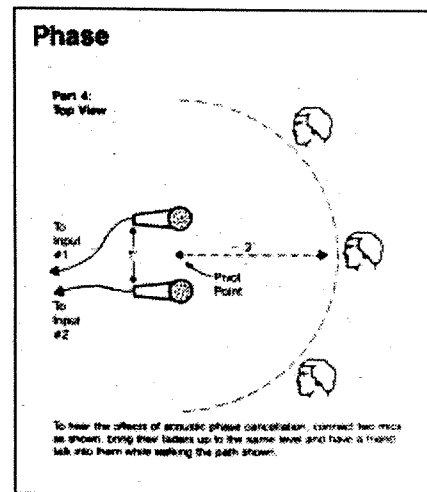 Phase
Part 4:
Top View
To
Input
#1
3'
Pivot
Point
To
Input
#2
To hear the effects of acoustic phase cancellation, connect two mics
as shown, bring their faders up to the same level and have a friend
talk into them while walking the path shown.